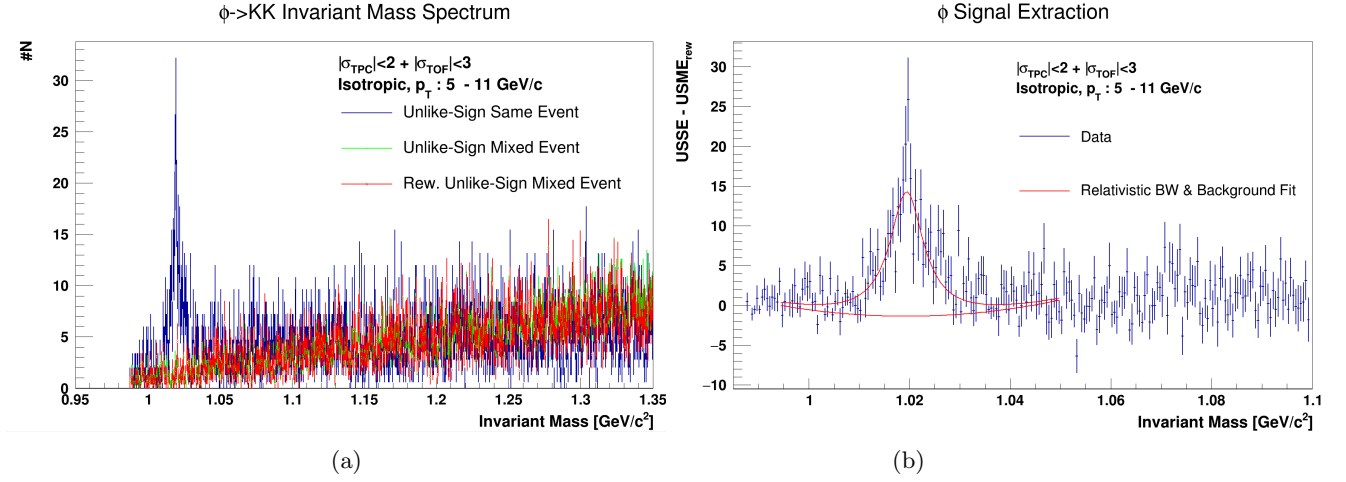 ϕ->KK Invariant Mass Spectrum
#N
|σTPC|<2 + |σTOF|<3
Isotropic, pT : 5 - 11 GeV/c
Unlike-Sign Same Event
Unlike-Sign Mixed Event
Rew. Unlike-Sign Mixed Event
30
25
20
15
10
5
0
0.95 1 1.05 1.1 1.15 1.2 1.25 1.3 1.35
Invariant Mass [GeV/c²]
(a)
ϕ Signal Extraction
USSE - USMErew
|σTPC|<2 + |σTOF|<3
Isotropic, pT : 5 - 11 GeV/c
Data
Relativistic BW & Background Fit
30
25
20
15
10
5
0
−5
−10
1 1.02 1.04 1.06 1.08 1.1
Invariant Mass [GeV/c²]
(b)